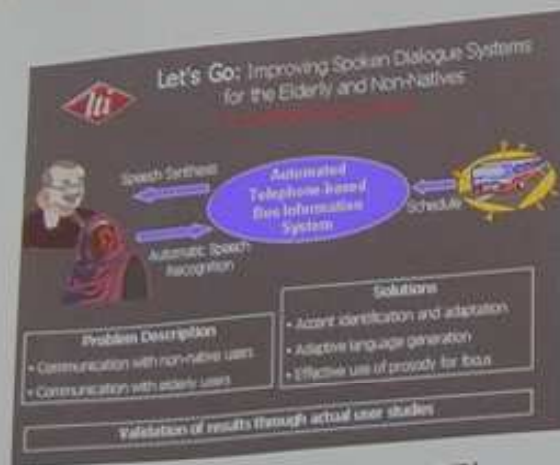 Let's Go: Improving Spoken Dialogue Systems
for the Elderly and Non-Natives
lti
Speech Synthesis
Automated
Telephone-based
Bus Information
System
Schedule
Automatic Speech
Recognition
Problem Description
• Communication with non-native users
• Communication with elderly users
Solutions
• Accent identification and adaptation
• Adaptive language generation
• Effective use of prosody for focus
Validation of results through actual user studies